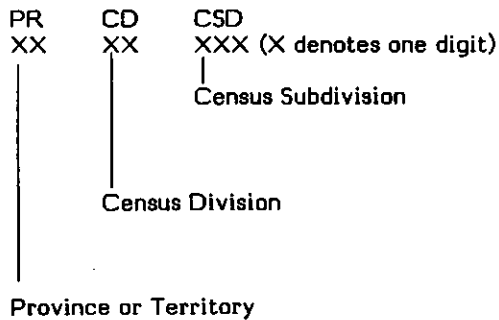 PR CD CSD
XX XX XXX (X denotes one digit)
Census Subdivision
Census Division
Province or Territory